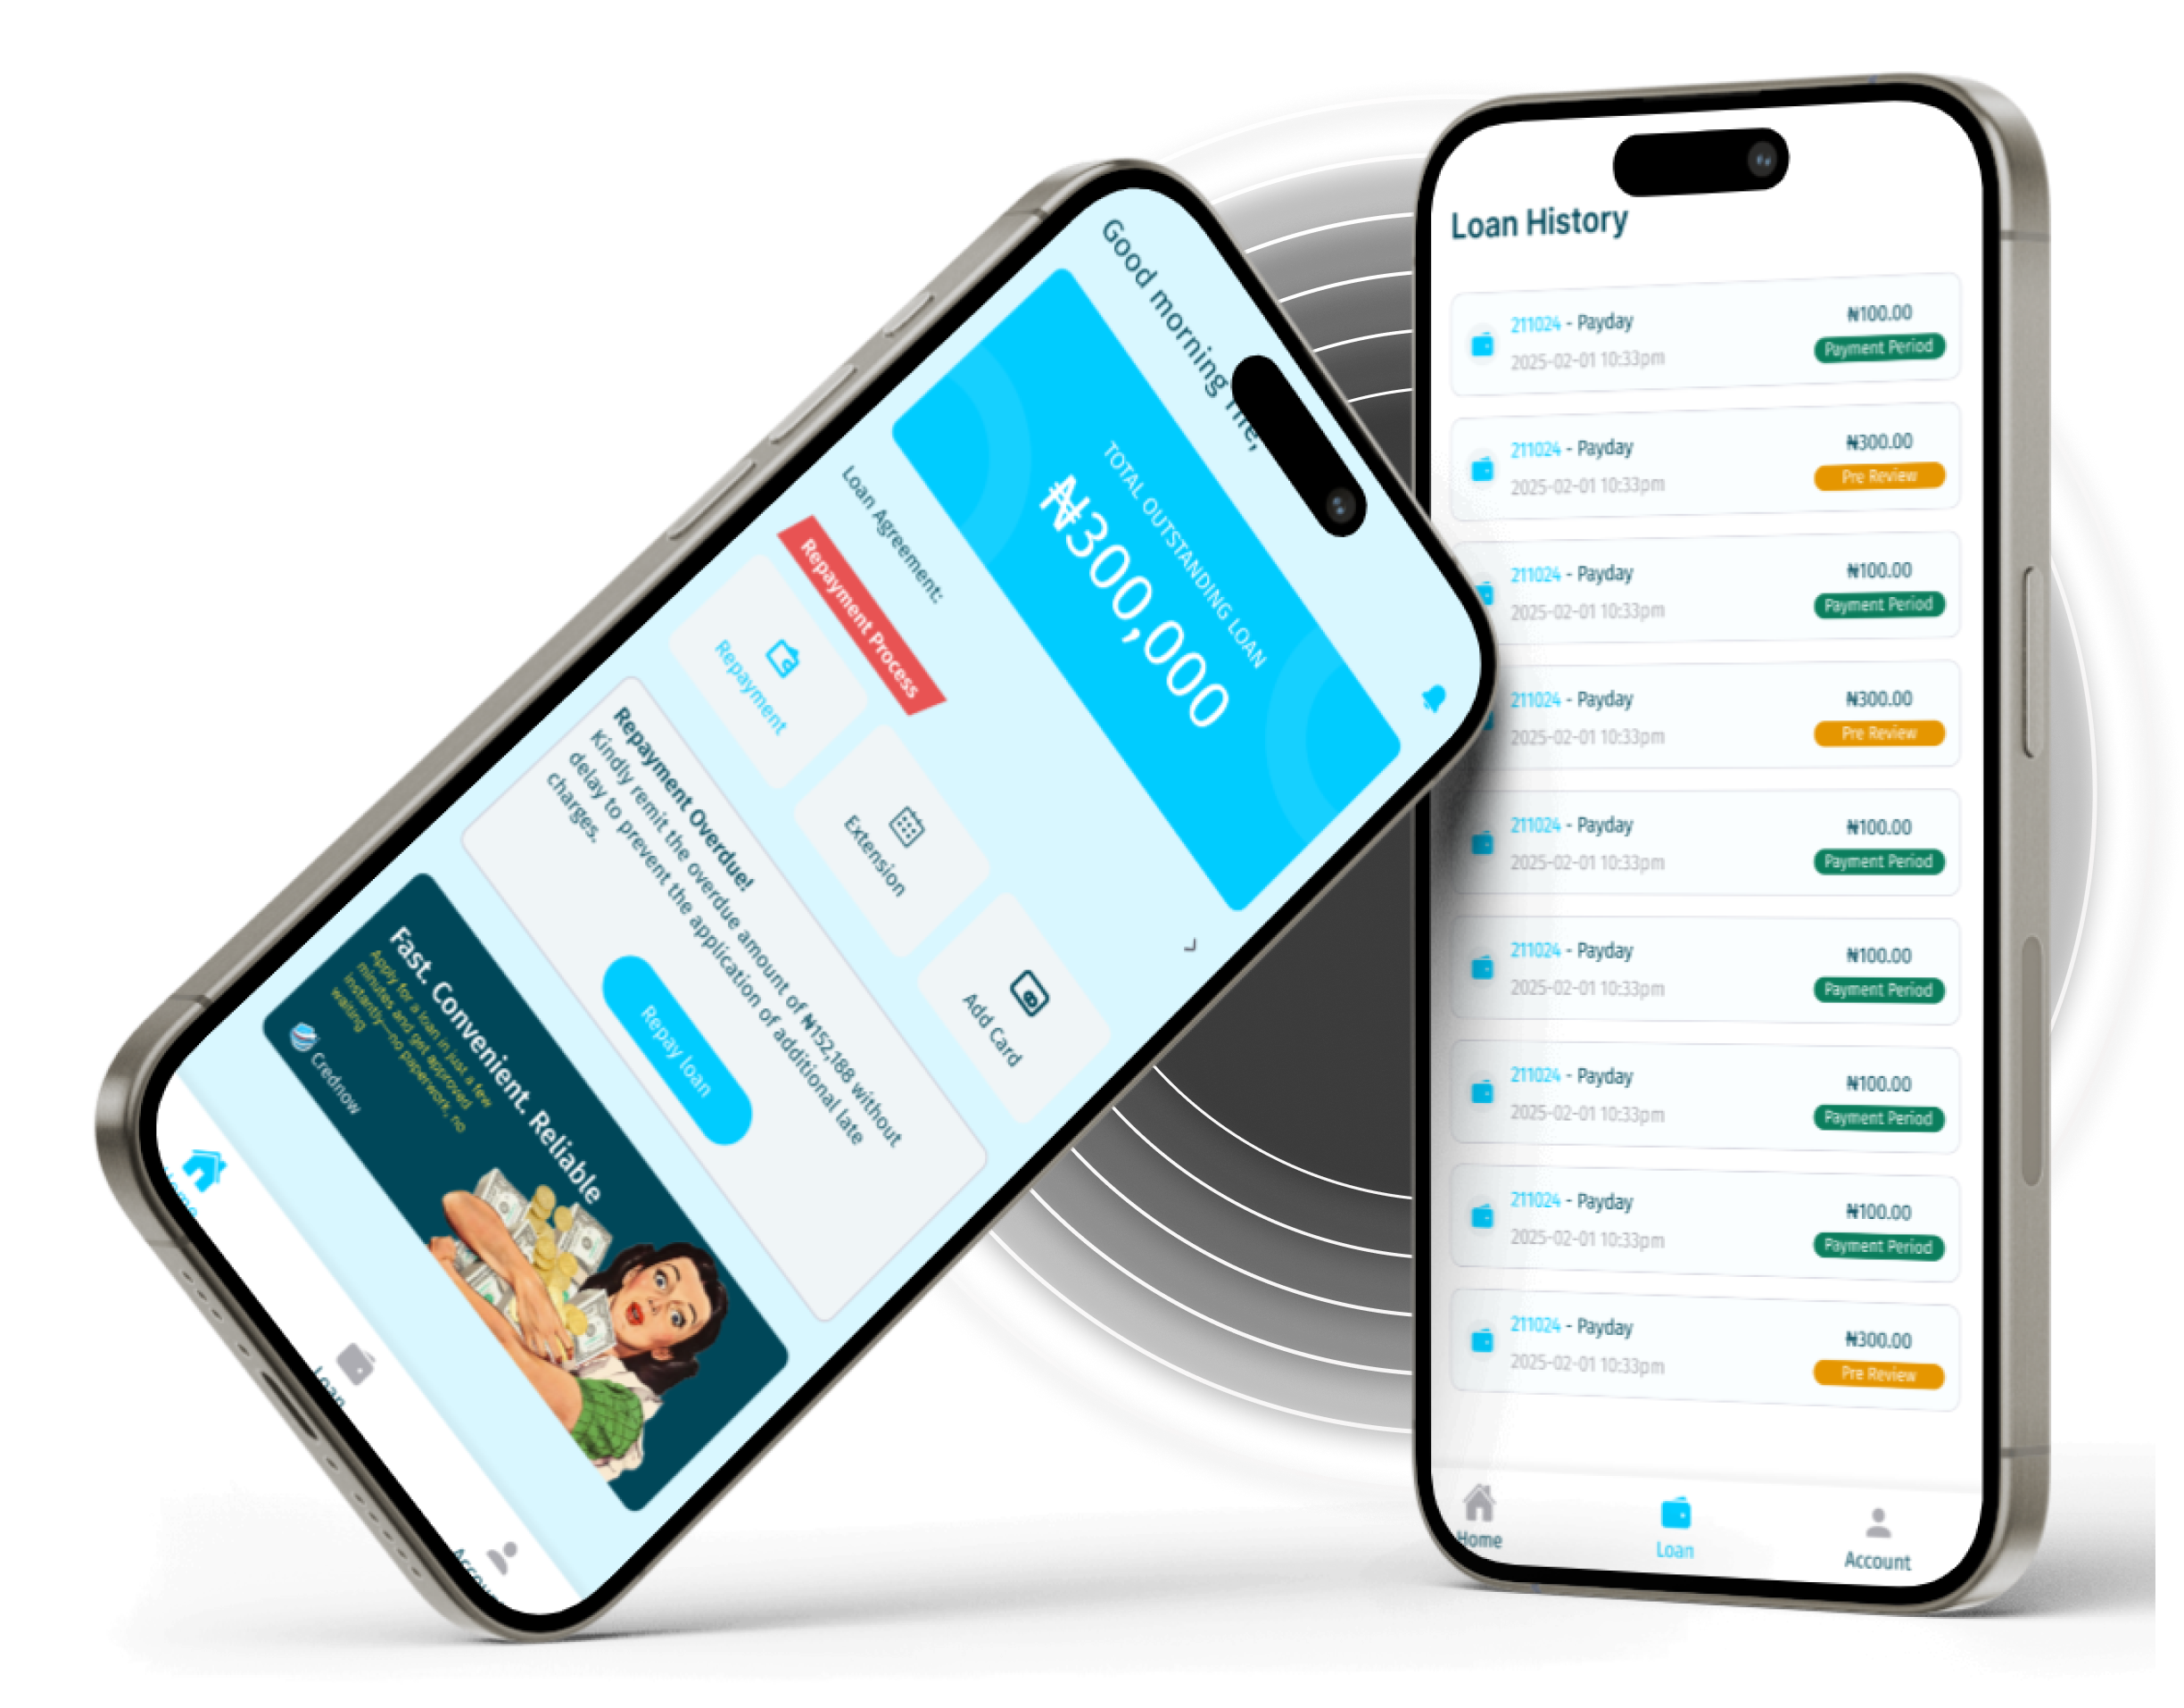 Good morning The,
TOTAL OUTSTANDING LOAN
₦300,000
Loan Agreement:
Repayment Process
Repayment
Extension
Add Card
Repayment Overdue!
Kindly remit the overdue amount of ₦152,188 without
delay to prevent the application of additional late
charges.
Repay loan
Fast. Convenient. Reliable
Apply for a loan in just a few
minutes and get approved
instantly—no paperwork, no
waiting
Crednow
Home
Loan
Loan History
211024 - Payday
₦100.00
2025-02-01 10:33pm
Payment Period
211024 - Payday
₦300.00
2025-02-01 10:33pm
Pre Review
211024 - Payday
₦100.00
2025-02-01 10:33pm
Payment Period
211024 - Payday
₦300.00
2025-02-01 10:33pm
Pre Review
211024 - Payday
₦100.00
2025-02-01 10:33pm
Payment Period
211024 - Payday
₦100.00
2025-02-01 10:33pm
Payment Period
211024 - Payday
₦100.00
2025-02-01 10:33pm
Payment Period
211024 - Payday
₦100.00
2025-02-01 10:33pm
Payment Period
211024 - Payday
₦300.00
2025-02-01 10:33pm
Pre Review
Home
Loan
Account